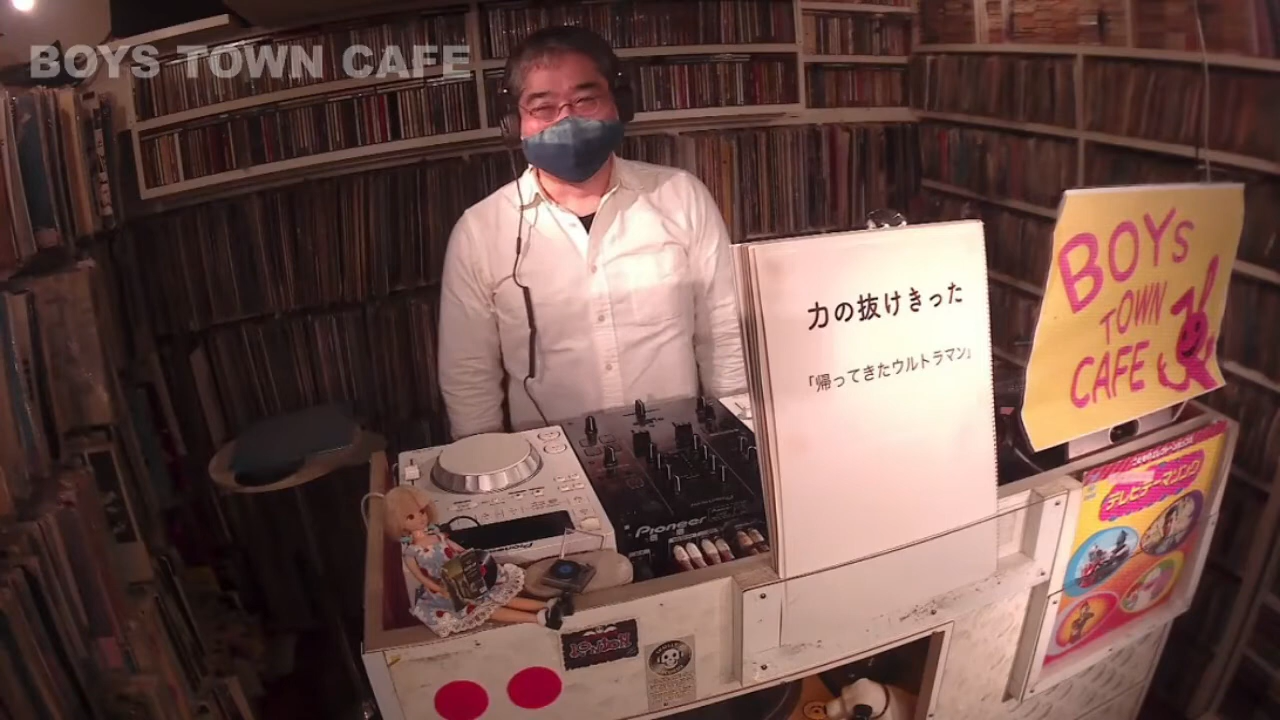 BOYS TOWN CAFE
力の抜けきった
「帰ってきたウルトラマン」
BOYS
TOWN
CAFE
Pioneer
テレビテーマソング